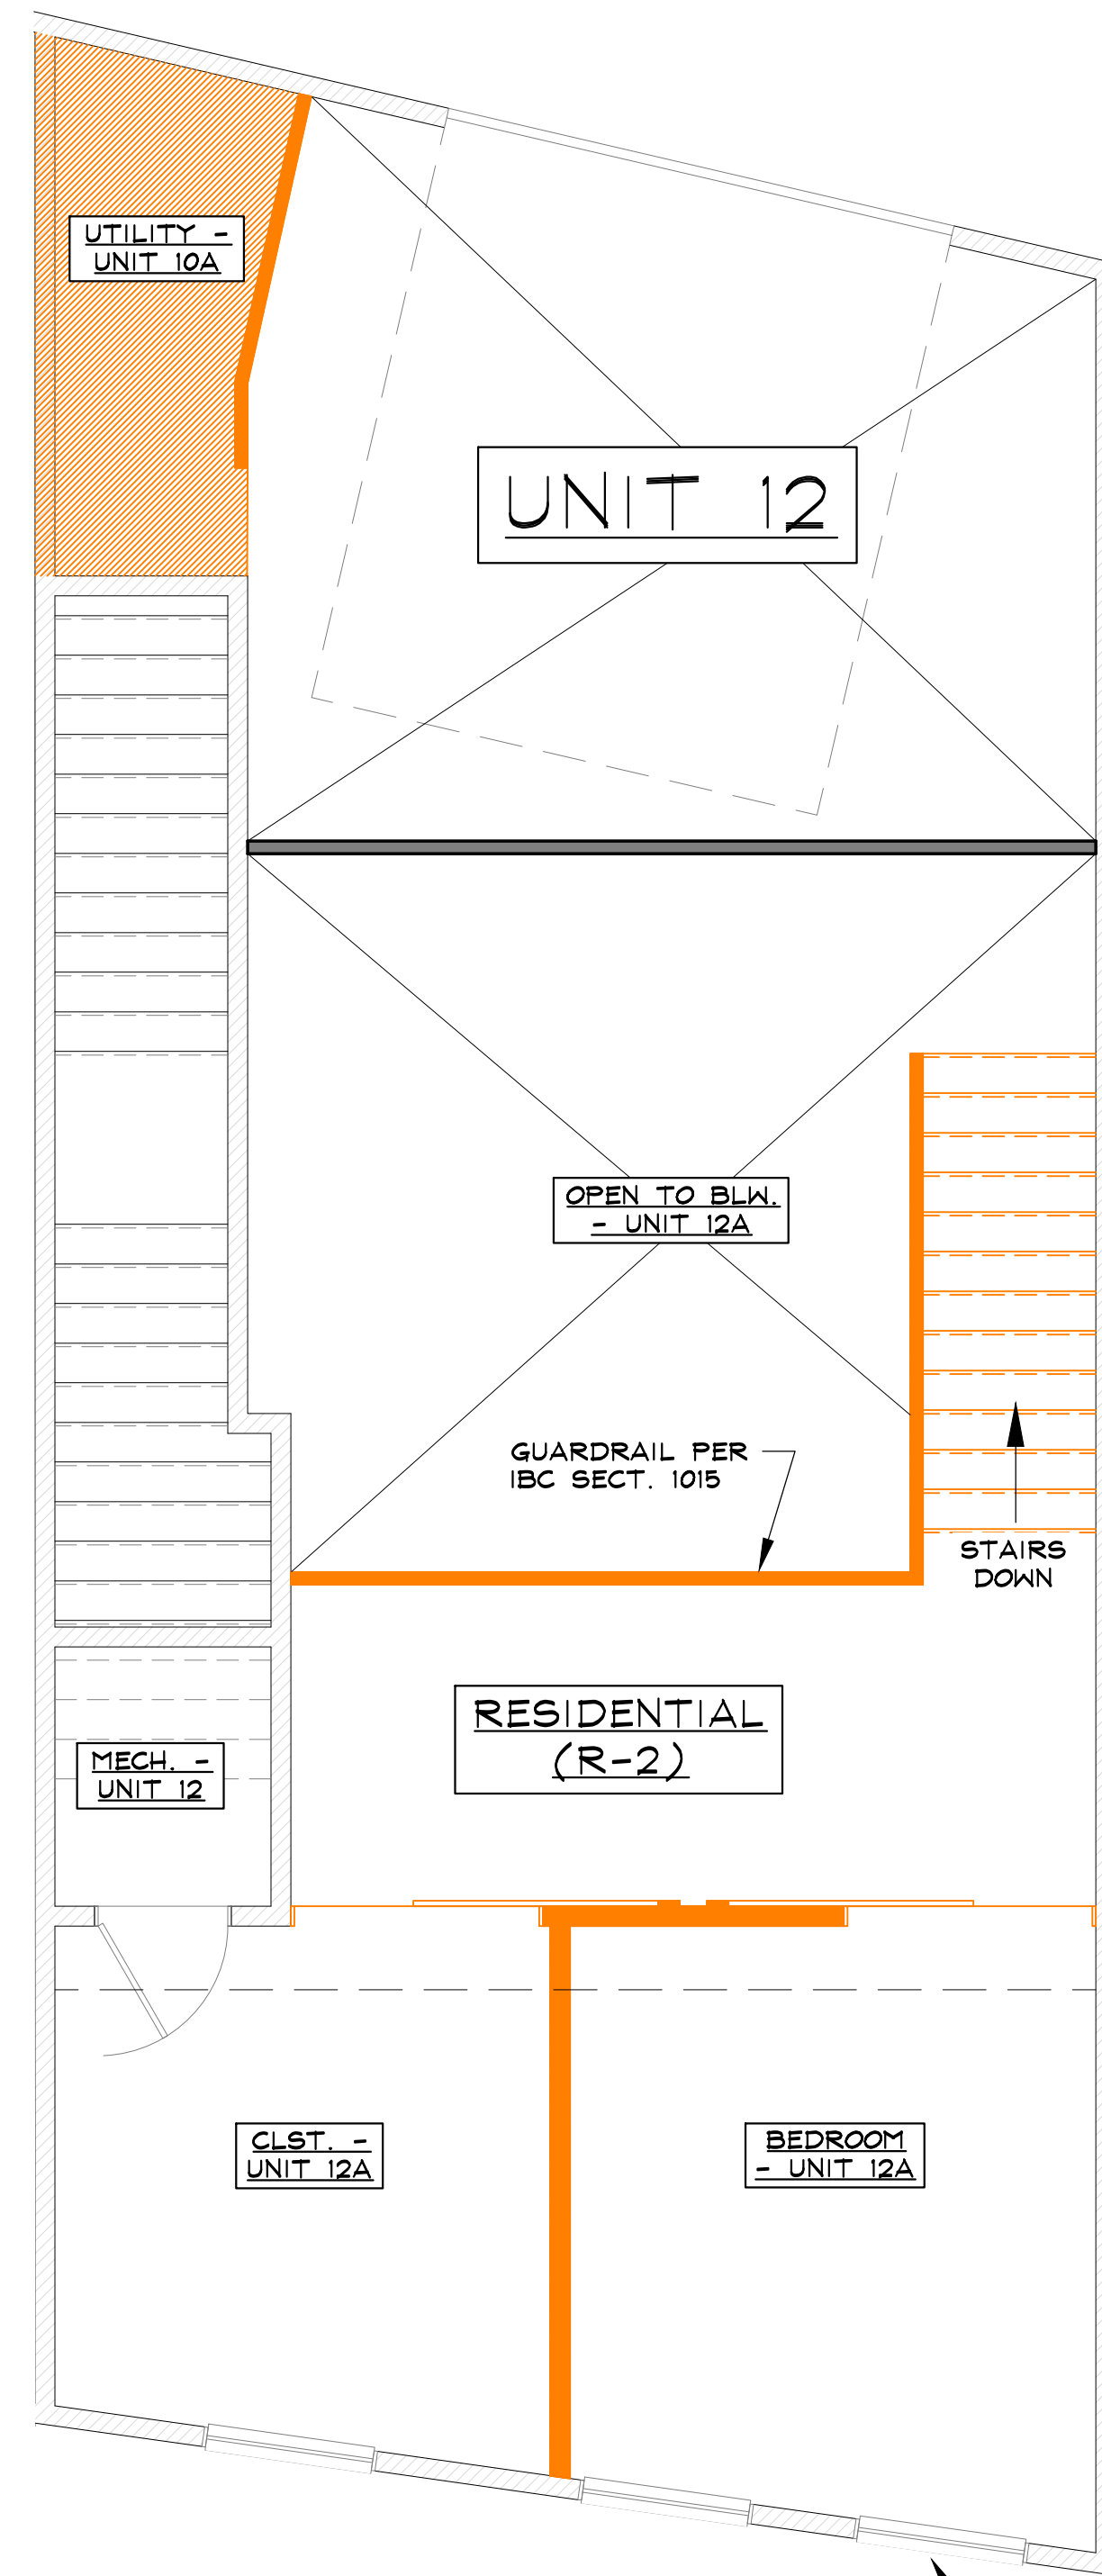 UTILITY -
UNIT 10A
UNIT 12
OPEN TO BLW.
- UNIT 12A
GUARDRAIL PER
IBC SECT. 1015
STAIRS
DOWN
RESIDENTIAL
(R-2)
MECH. -
UNIT 12
CLST. -
UNIT 12A
BEDROOM
- UNIT 12A